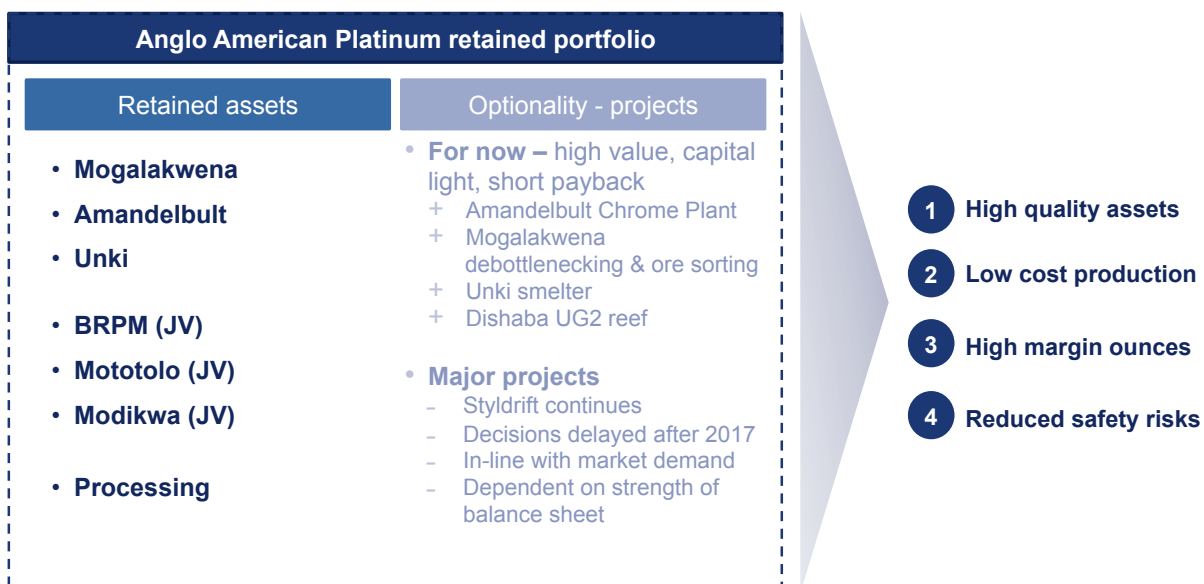 Anglo American Platinum retained portfolio
Retained assets
• Mogalakwena
• Amandelbult
• Unki
• BRPM (JV)
• Mototolo (JV)
• Modikwa (JV)
• Processing
Optionality - projects
• For now – high value, capital
light, short payback
+ Amandelbult Chrome Plant
+ Mogalakwena
debottlenecking & ore sorting
+ Unki smelter
+ Dishaba UG2 reef
• Major projects
- Styldrift continues
- Decisions delayed after 2017
- In-line with market demand
- Dependent on strength of
balance sheet
1 High quality assets
2 Low cost production
3 High margin ounces
4 Reduced safety risks